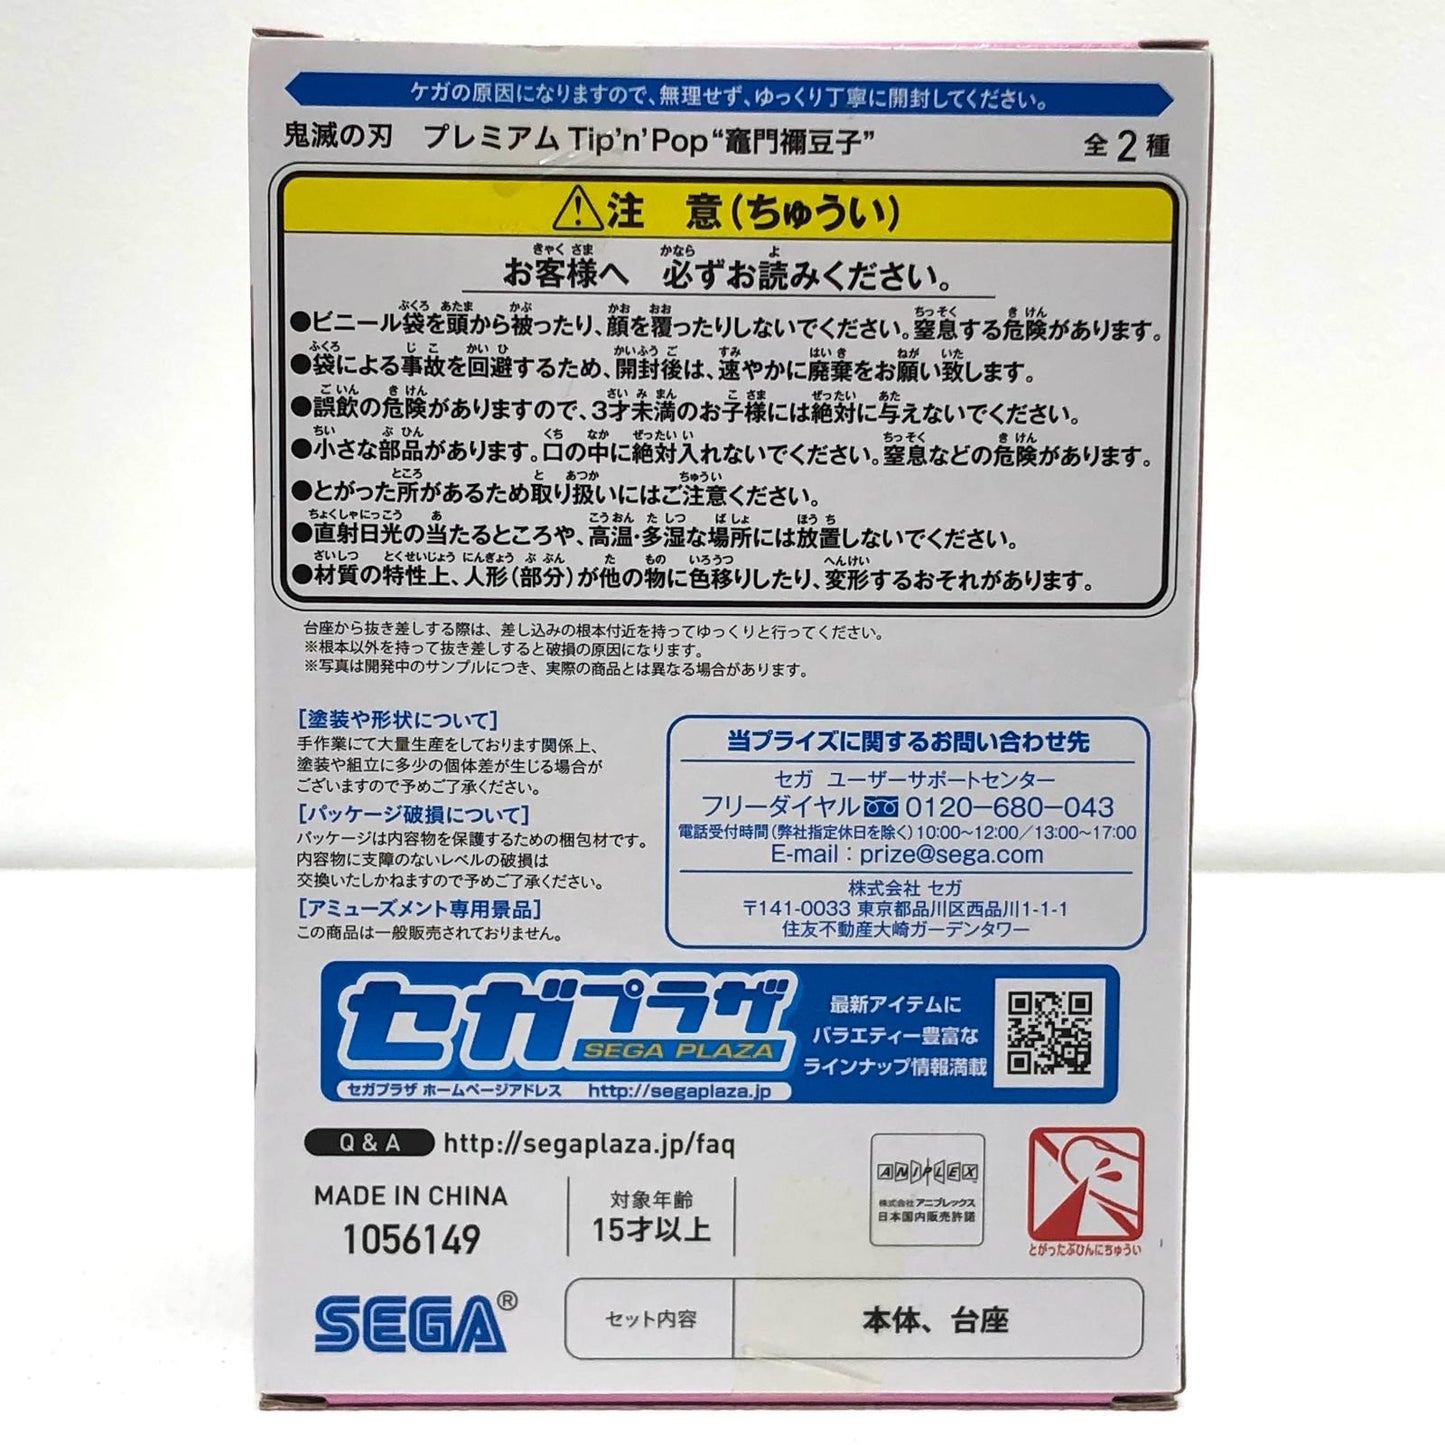 ケガの原因になりますので、無理せず、ゆっくり丁寧に開封してください。
鬼滅の刃 プレミアム Tip'n'Pop “竈門禰豆子” 全2種
注 意(ちゅうい)
お客様へ 必ずお読みください。
●ビニール袋を頭から被ったり、顔を覆ったりしないでください。窒息する危険があります。
●袋による事故を回避するため、開封後は、速やかに廃棄をお願い致します。
●誤飲の危険がありますので、3才未満のお子様には絶対に与えないでください。
●小さな部品があります。口の中に絶対入れないでください。窒息などの危険があります。
●とがった所があるため取り扱いにはご注意ください。
●直射日光の当たるところや、高温・多湿な場所には放置しないでください。
●材質の特性上、人形(部分)が他の物に色移りしたり、変形するおそれがあります。
台座から抜き差しする際は、差し込みの根本付近を持ってゆっくりと行ってください。
※根本以外を持って抜き差しすると破損の原因になります。
※写真は開発中のサンプルにつき、実際の商品とは異なる場合があります。
[塗装や形状について]
手作業にて大量生産をしております関係上、
塗装や組立に多少の個体差が生じる場合が
ございますので予めご了承ください。
[パッケージ破損について]
パッケージは内容物を保護するための梱包材です。
内容物に支障のないレベルの破損は
交換いたしかねますので予めご了承ください。
[アミューズメント専用景品]
この商品は一般販売されておりません。
当プライズに関するお問い合わせ先
セガ ユーザーサポートセンター
フリーダイヤル 0120-680-043
電話受付時間(弊社指定休日を除く)10:00~12:00/13:00~17:00
E-mail : prize@sega.com
株式会社 セガ
〒141-0033 東京都品川区西品川1-1-1
住友不動産大崎ガーデンタワー
セガプラザ
SEGA PLAZA
セガプラザ ホームページアドレス http://segaplaza.jp
最新アイテムに
バラエティー豊富な
ラインナップ情報満載
Q & A http://segaplaza.jp/faq
MADE IN CHINA
1056149
対象年齢
15才以上
ANIPLEX
株式会社 アニプレックス
日本国内販売許諾
とがったぶひんにちゅうい
SEGA®
セット内容 本体、台座